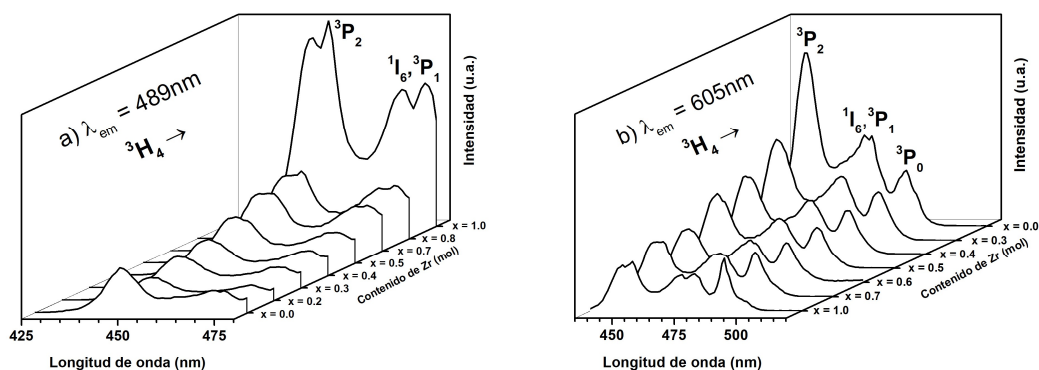 a) λem = 489nm
³H₄ →
³P₂
¹I₆,³P₁
Intensidad (u.a.)
x = 1.0
x = 0.8
x = 0.7
x = 0.5
x = 0.4
x = 0.3
x = 0.2
x = 0.0
Contenido de Zr (mol)
425 450 475
Longitud de onda (nm)
b) λem = 605nm
³H₄ →
³P₂
¹I₆,³P₁
³P₀
Intensidad (u.a.)
x = 0.0
x = 0.3
x = 0.4
x = 0.5
x = 0.6
x = 0.7
x = 1.0
Contenido de Zr (mol)
450 475 500
Longitud de onda (nm)